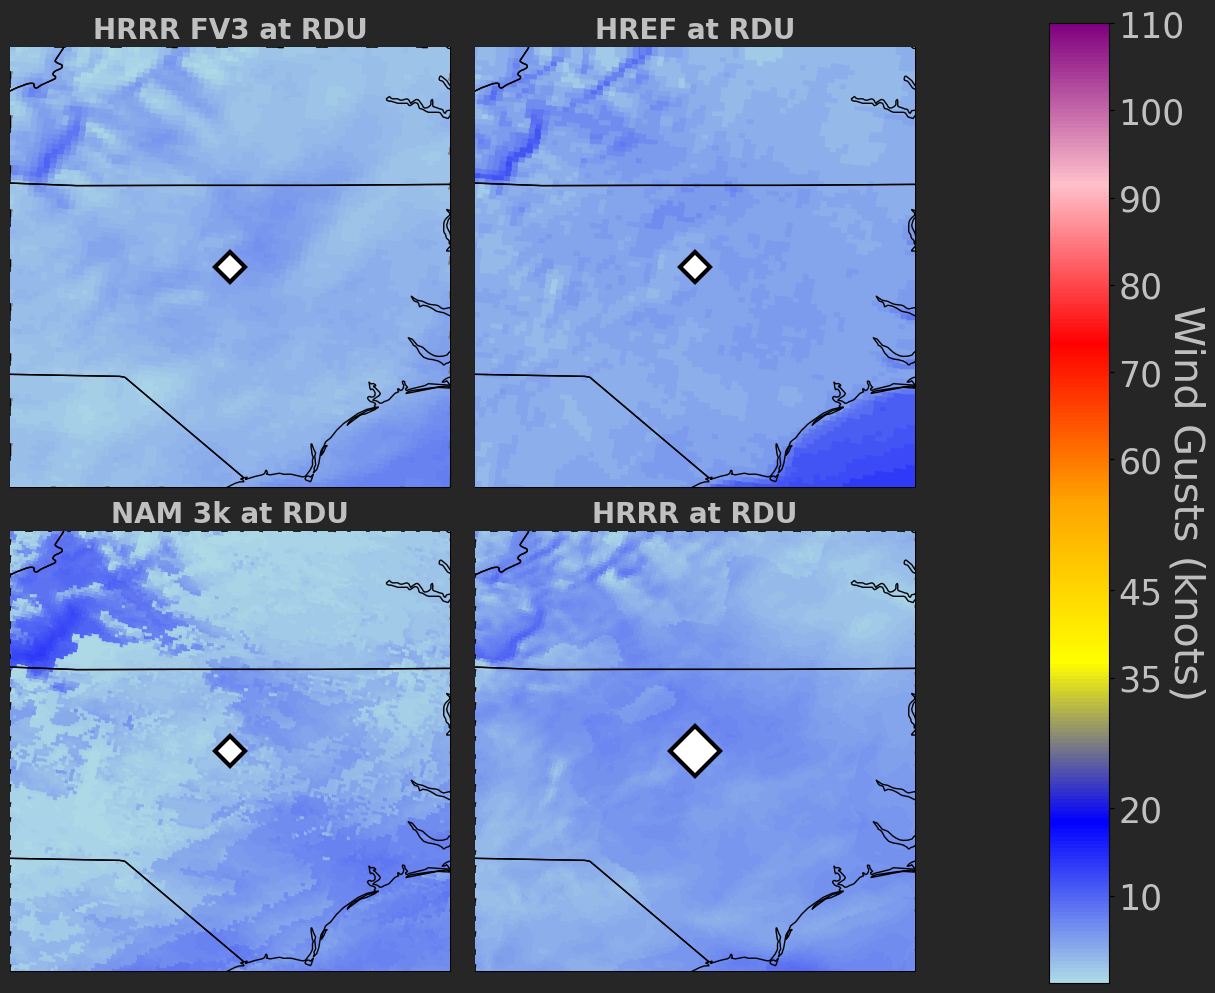 HRRR FV3 at RDU
HREF at RDU
NAM 3k at RDU
HRRR at RDU
110
100
90
80
70
60
45
35
20
10
Wind Gusts (knots)